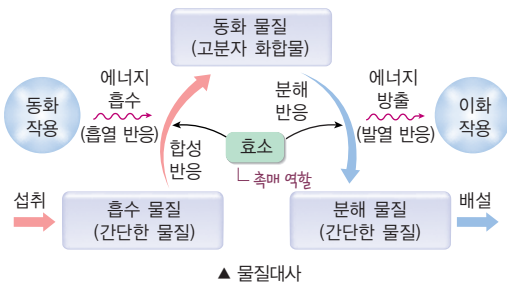 동화 물질
(고분자 화합물)
에너지
흡수
(흡열 반응)
동화
작용
합성
반응
분해
반응
에너지
방출
(발열 반응)
이화
작용
효소
촉매 역할
섭취
흡수 물질
(간단한 물질)
분해 물질
(간단한 물질)
배설
▲ 물질대사